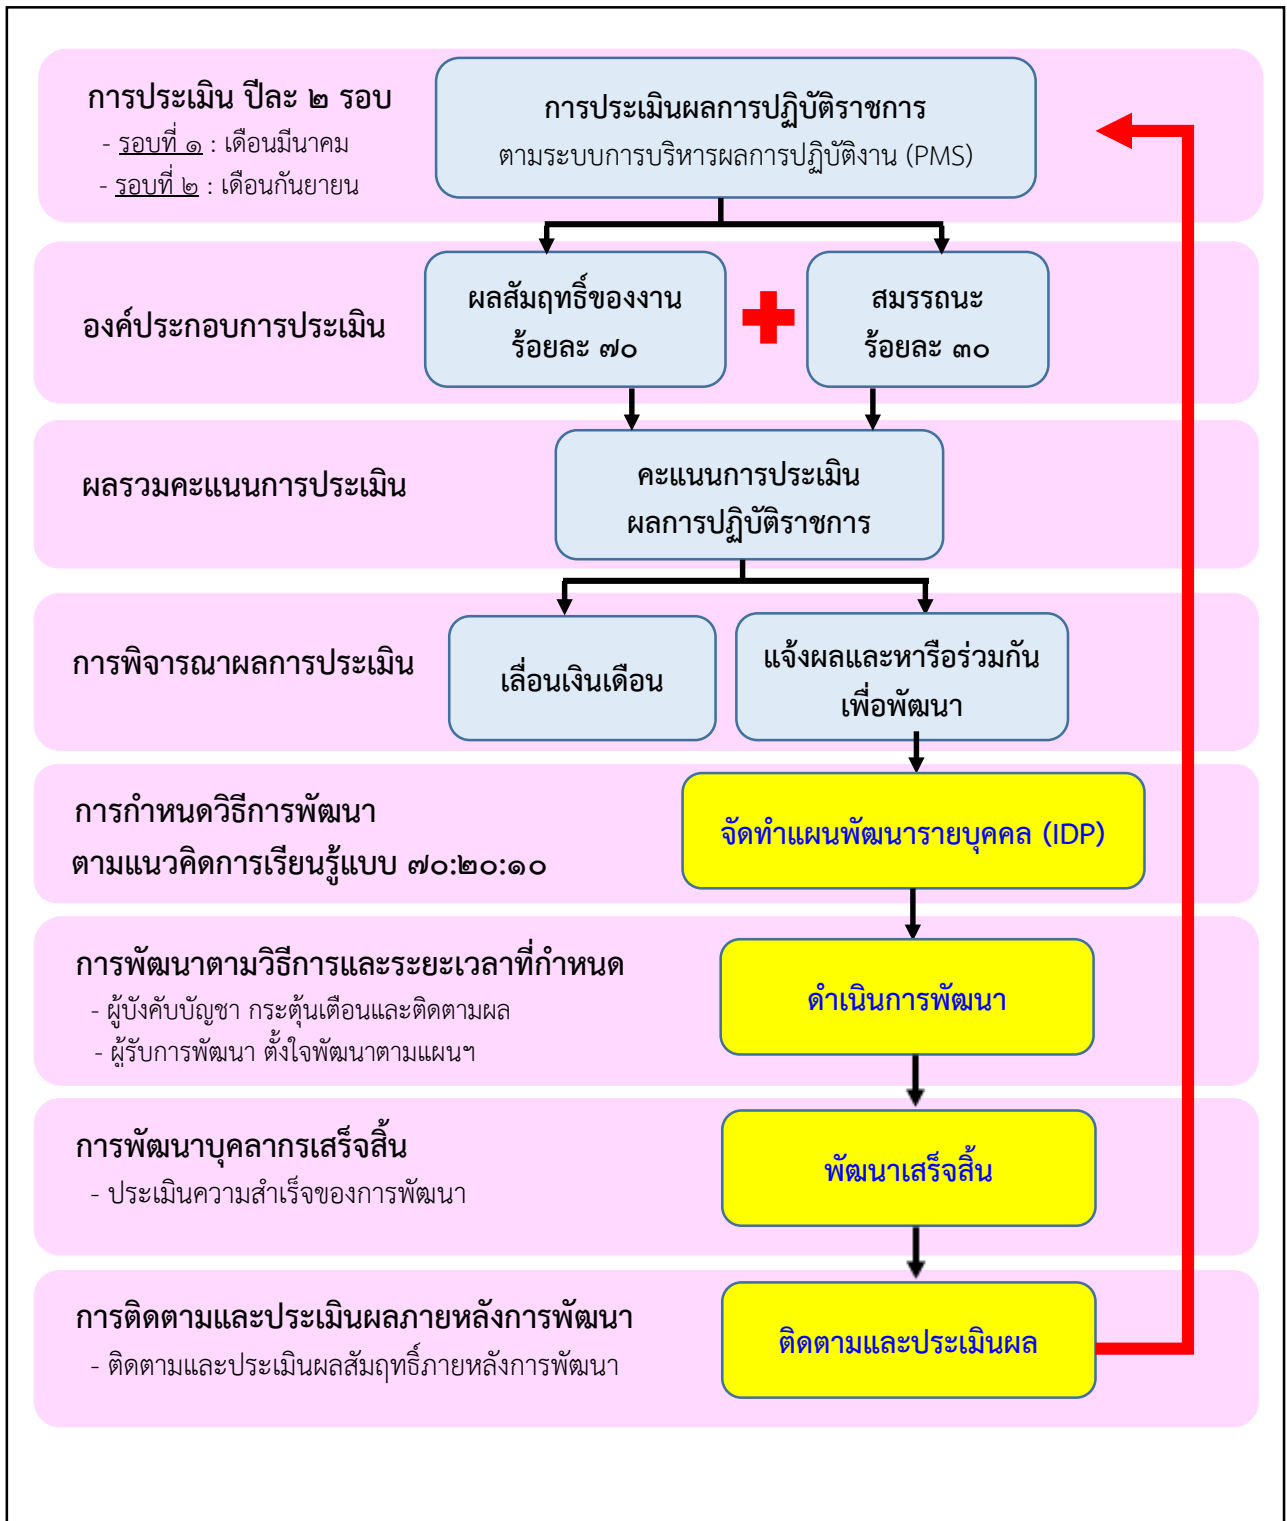 การประเมิน ปีละ ๒ รอบ
- รอบที่ ๑ : เดือนมีนาคม
- รอบที่ ๒ : เดือนกันยายน
การประเมินผลการปฏิบัติราชการ
ตามระบบการบริหารผลการปฏิบัติงาน (PMS)
องค์ประกอบการประเมิน
ผลสัมฤทธิ์ของงาน
ร้อยละ ๗๐
สมรรถนะ
ร้อยละ ๓๐
ผลรวมคะแนนการประเมิน
คะแนนการประเมิน
ผลการปฏิบัติราชการ
การพิจารณาผลการประเมิน
เลื่อนเงินเดือน
แจ้งผลและหารือร่วมกัน
เพื่อพัฒนา
การกำหนดวิธีการพัฒนา
ตามแนวคิดการเรียนรู้แบบ ๗๐:๒๐:๑๐
จัดทำแผนพัฒนารายบุคคล (IDP)
การพัฒนาตามวิธีการและระยะเวลาที่กำหนด
- ผู้บังคับบัญชา กระตุ้นเตือนและติดตามผล
- ผู้รับการพัฒนา ตั้งใจพัฒนาตามแผนฯ
ดำเนินการพัฒนา
การพัฒนาบุคลากรเสร็จสิ้น
- ประเมินความสำเร็จของการพัฒนา
พัฒนาเสร็จสิ้น
การติดตามและประเมินผลภายหลังการพัฒนา
- ติดตามและประเมินผลสัมฤทธิ์ภายหลังการพัฒนา
ติดตามและประเมินผล